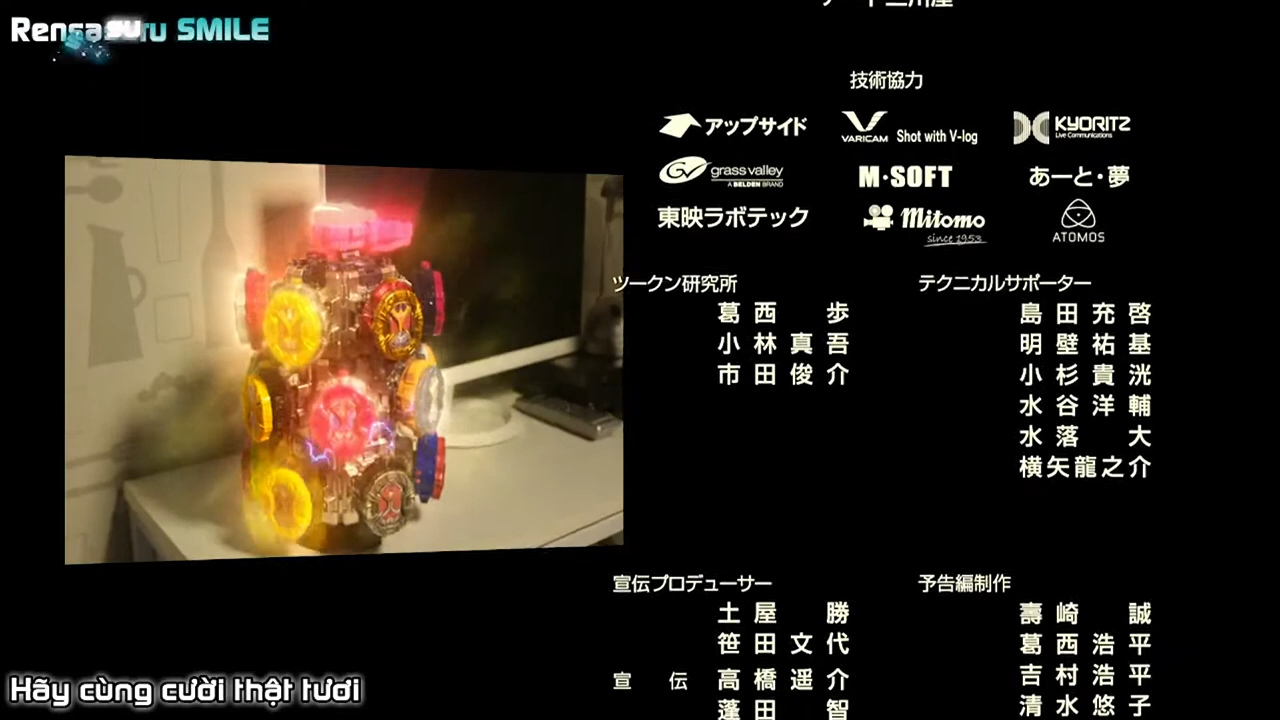 Rensasuru SMILE
技術協力
アップサイド
VARICAM Shot with V-log
KYORITZ
Live Communications
GV grass valley
A BELDEN BRAND
M・SOFT
あーと・夢
東映ラボテック
Mitomo
since 1953
ATOMOS
ツークン研究所
葛西 歩
小林真吾
市田俊介
テクニカルサポーター
島田充啓
明壁祐基
小杉貴洸
水谷洋輔
水落 大
横矢龍之介
宣伝プロデューサー
土屋 勝
笹田文代
宣 伝 高橋遥介
蓬田 智
予告編制作
壽崎 誠
葛西浩平
吉村浩平
清水悠子
Hãy cùng cười thật tươi